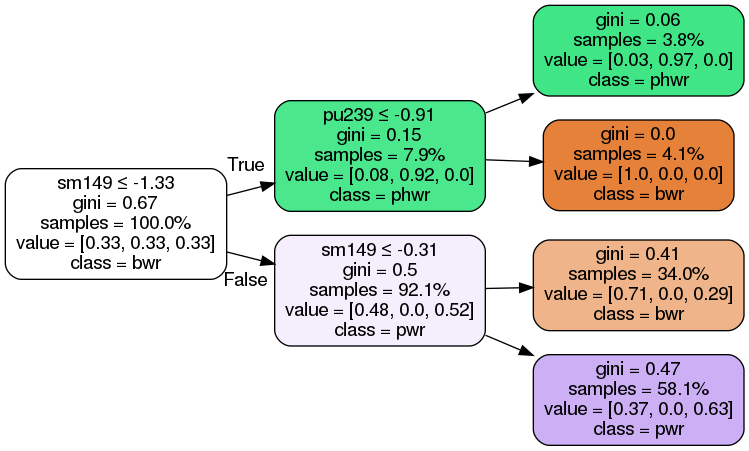 sm149 ≤ -1.33
gini = 0.67
samples = 100.0%
value = [0.33, 0.33, 0.33]
class = bwr
True
False
pu239 ≤ -0.91
gini = 0.15
samples = 7.9%
value = [0.08, 0.92, 0.0]
class = phwr
sm149 ≤ -0.31
gini = 0.5
samples = 92.1%
value = [0.48, 0.0, 0.52]
class = pwr
gini = 0.06
samples = 3.8%
value = [0.03, 0.97, 0.0]
class = phwr
gini = 0.0
samples = 4.1%
value = [1.0, 0.0, 0.0]
class = bwr
gini = 0.41
samples = 34.0%
value = [0.71, 0.0, 0.29]
class = bwr
gini = 0.47
samples = 58.1%
value = [0.37, 0.0, 0.63]
class = pwr